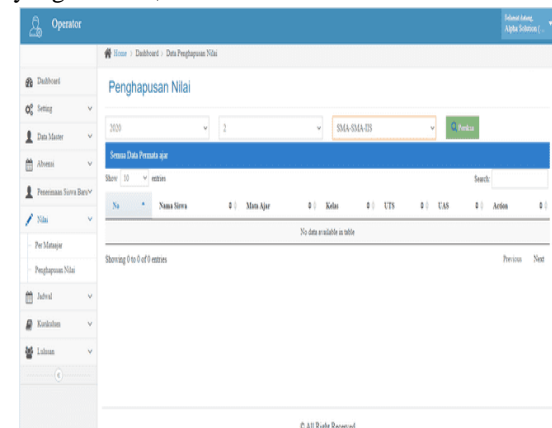 Operator
Selamat datang,
Alpha Solution (...
Home > Dashboard > Data Penghapusan Nilai
Dashboard
Penghapusan Nilai
Setting
Data Master
2020
2
SMA-SMA-IIS
Absensi
Semua Data Permata ajar
Penerimaan Siswa Baru
Show 10 entries
Search:
Nilai
No
Nama Siswa
Mata Ajar
Kelas
UTS
UAS
Action
No data available in table
Per Mataajar
Showing 0 to 0 of 0 entries
Previous
Next
Penghapusan Nilai
Jadwal
Kurikulum
Lulusan
© All Right Reserved